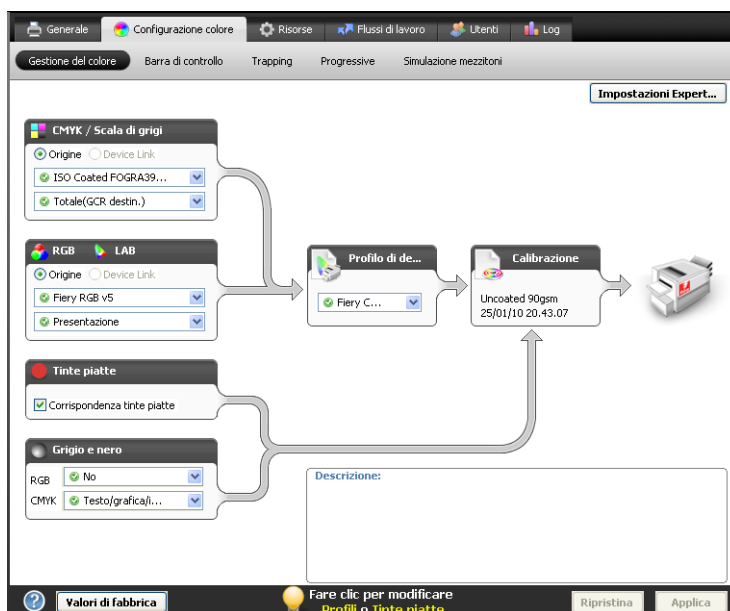 Generale Configurazione colore Risorse Flussi di lavoro Utenti Log
Gestione del colore Barra di controllo Trapping Progressive Simulazione mezzitoni
Impostazioni Expert...
CMYK / Scala di grigi
Origine Device Link
ISO Coated FOGRA39...
Totale(GCR destin.)
RGB LAB
Origine Device Link
Fiery RGB v5
Presentazione
Profilo di de...
Fiery C...
Calibrazione
Uncoated 90gsm
25/01/10 20.43.07
Tinte piatte
Corrispondenza tinte piatte
Grigio e nero
RGB No
CMYK Testo/grafica/i...
Descrizione:
? Valori di fabbrica
Fare clic per modificare
Profili o Tinte piatte
Ripristina Applica